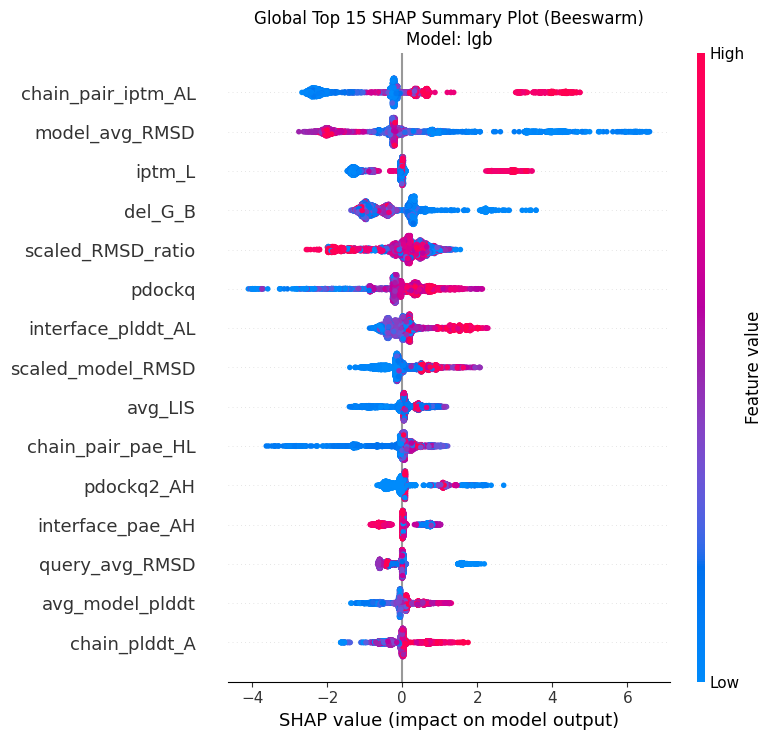 Global Top 15 SHAP Summary Plot (Beeswarm)
Model: lgb
High
chain_pair_iptm_AL
model_avg_RMSD
iptm_L
del_G_B
scaled_RMSD_ratio
pdockq
interface_plddt_AL
scaled_model_RMSD
avg_LIS
chain_pair_pae_HL
pdockq2_AH
interface_pae_AH
query_avg_RMSD
avg_model_plddt
chain_plddt_A
Feature value
Low
−4 −2 0 2 4 6
SHAP value (impact on model output)